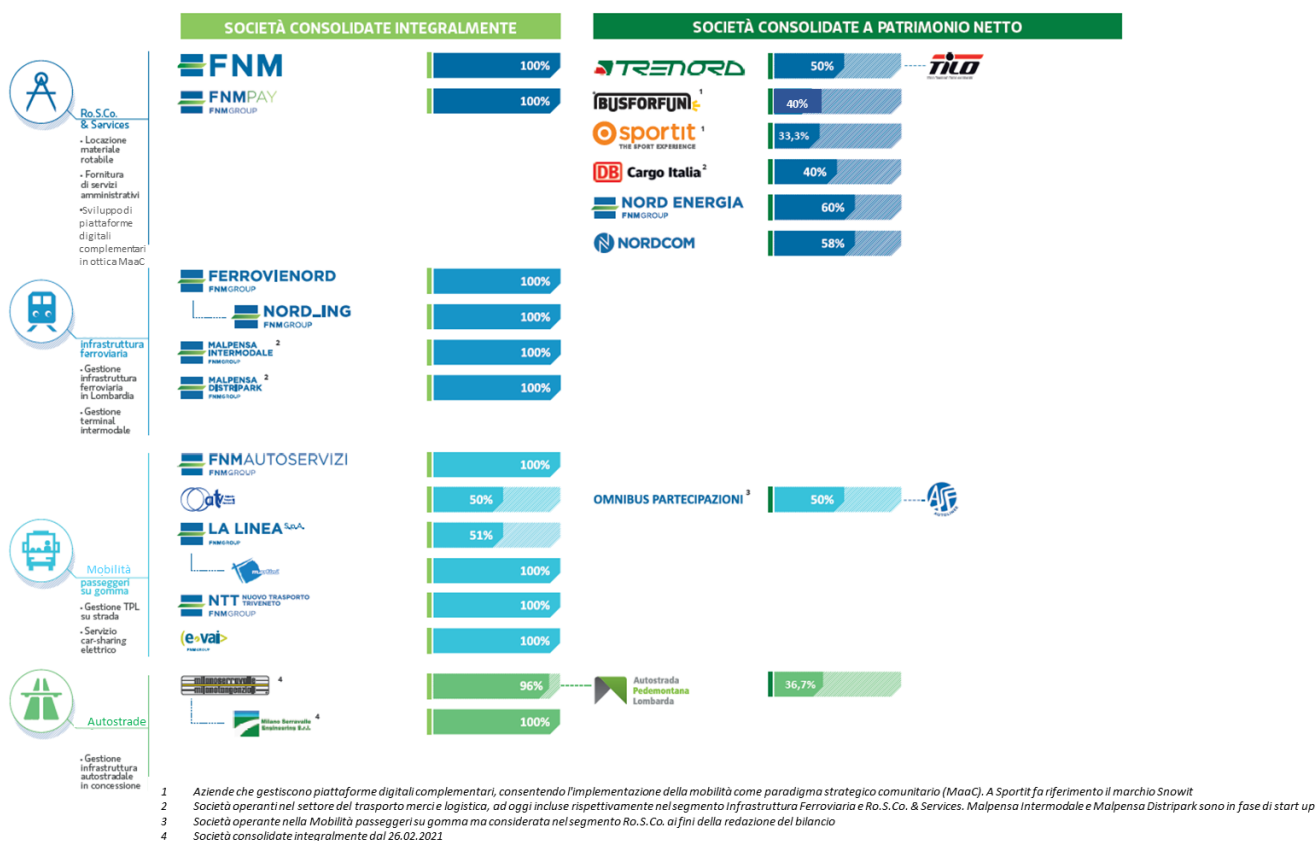 SOCIETÀ CONSOLIDATE INTEGRALMENTE
SOCIETÀ CONSOLIDATE A PATRIMONIO NETTO
Ro.S.Co.
& Services
• Locazione
materiale
rotabile
• Fornitura
di servizi
amministrativi
•Sviluppo di
piattaforme
digitali
complementari
in ottica MaaC
FNM
100%
FNMPAY
FNMGROUP
100%
TRENORD
50%
TILO
BUSFORFUN 1
40%
sportit 1
THE SPORT EXPERIENCE
33,3%
DB Cargo Italia 2
40%
NORD ENERGIA
FNMGROUP
60%
NORDCOM
58%
infrastruttura
ferroviaria
• Gestione
infrastruttura
ferroviaria
in Lombardia
• Gestione
terminal
intermodale
FERROVIENORD
FNMGROUP
100%
NORD_ING
FNMGROUP
100%
MALPENSA
INTERMODALE 2
FNMGROUP
100%
MALPENSA
DISTRIPARK 2
FNMGROUP
100%
Mobilità
passeggeri
su gomma
• Gestione TPL
su strada
• Servizio
car-sharing
elettrico
FNMAUTOSERVIZI
FNMGROUP
100%
atv
50%
OMNIBUS PARTECIPAZIONI 3
50%
ASF
AUTOLINEE
LA LINEA S.p.A.
FNMGROUP
51%
100%
NTT NUOVO TRASPORTO
TRIVENETO
FNMGROUP
100%
(e-vai>
FNMGROUP
100%
Autostrade
• Gestione
infrastruttura
autostradale
in concessione
milanoserravalle
milanotangenziali
4
96%
Autostrada
Pedemontana
Lombarda
36,7%
Milano Serravalle
Engineering S.r.l. 4
100%
1 Aziende che gestiscono piattaforme digitali complementari, consentendo l'implementazione della mobilità come paradigma strategico comunitario (MaaC). A Sportit fa riferimento il marchio Snowit
2 Società operanti nel settore del trasporto merci e logistica, ad oggi incluse rispettivamente nel segmento Infrastruttura Ferroviaria e Ro.S.Co. & Services. Malpensa Intermodale e Malpensa Distripark sono in fase di start up
3 Società operante nella Mobilità passeggeri su gomma ma considerata nel segmento Ro.S.Co. ai fini della redazione del bilancio
4 Società consolidate integralmente dal 26.02.2021